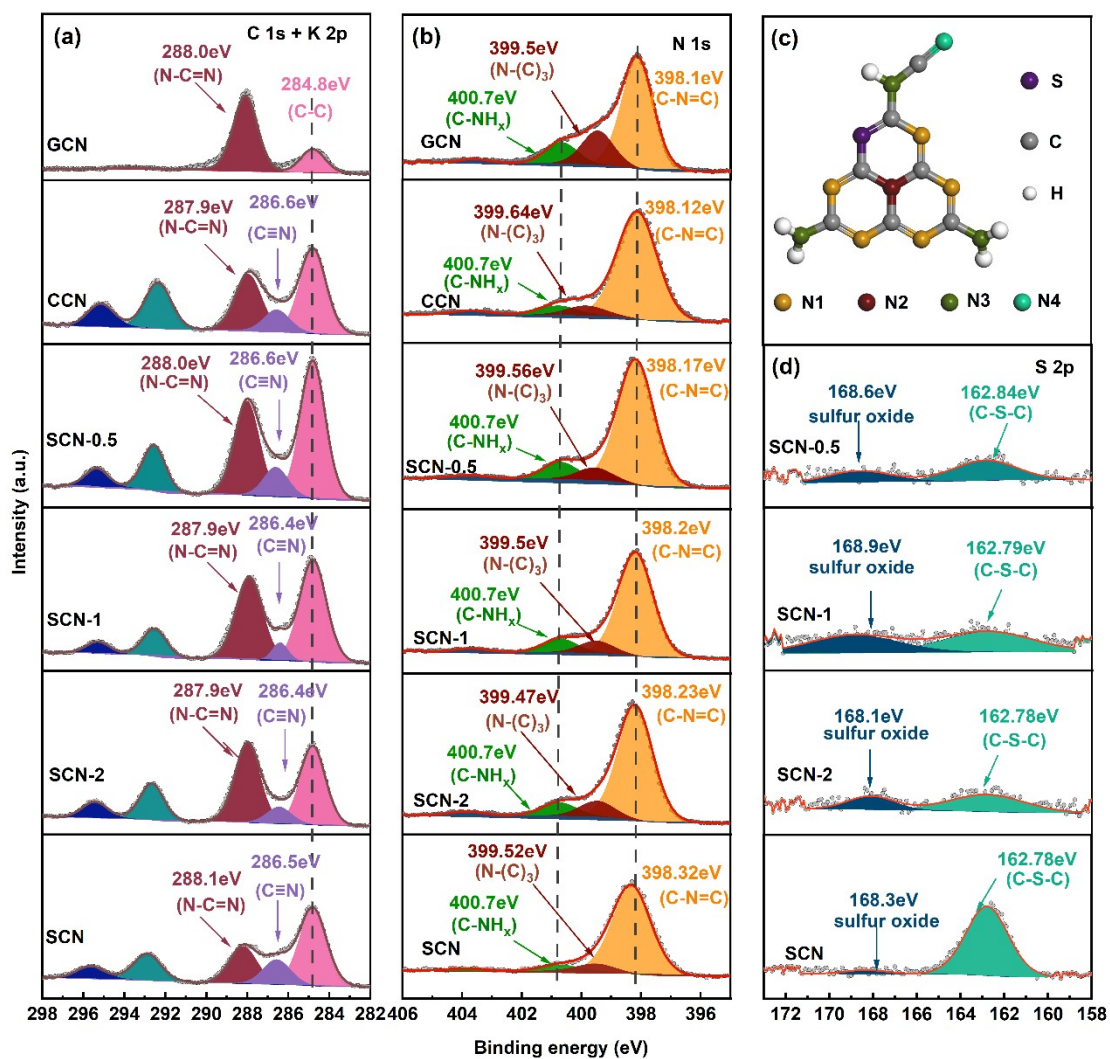 (a)
C 1s + K 2p
288.0eV
(N-C=N)
284.8eV
(C-C)
GCN
287.9eV
(N-C=N)
286.6eV
(C≡N)
CCN
288.0eV
(N-C=N)
286.6eV
(C≡N)
SCN-0.5
287.9eV
(N-C=N)
286.4eV
(C≡N)
SCN-1
287.9eV
(N-C=N)
286.4eV
(C≡N)
SCN-2
288.1eV
(N-C=N)
286.5eV
(C≡N)
SCN
298 296 294 292 290 288 286 284 282
Intensity (a.u.)
(b)
N 1s
399.5eV
(N-(C)3)
400.7eV
(C-NHx)
398.1eV
(C-N=C)
GCN
399.64eV
(N-(C)3)
400.7eV
(C-NHx)
398.12eV
(C-N=C)
CCN
399.56eV
(N-(C)3)
400.7eV
(C-NHx)
398.17eV
(C-N=C)
SCN-0.5
399.5eV
(N-(C)3)
400.7eV
(C-NHx)
398.2eV
(C-N=C)
SCN-1
399.47eV
(N-(C)3)
400.7eV
(C-NHx)
398.23eV
(C-N=C)
SCN-2
399.52eV
(N-(C)3)
400.7eV
(C-NHx)
398.32eV
(C-N=C)
SCN
406 404 402 400 398 396
Binding energy (eV)
(c)
S
C
H
N1 N2 N3 N4
(d)
S 2p
168.6eV
sulfur oxide
162.84eV
(C-S-C)
SCN-0.5
168.9eV
sulfur oxide
162.79eV
(C-S-C)
SCN-1
168.1eV
sulfur oxide
162.78eV
(C-S-C)
SCN-2
168.3eV
sulfur oxide
162.78eV
(C-S-C)
SCN
172 170 168 166 164 162 160 158